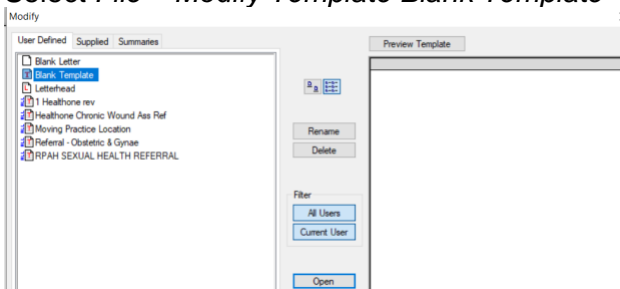 Select File – Modify Template Blank Template
Modify
User Defined Supplied Summaries
Preview Template
Blank Letter
Blank Template
Letterhead
1 Healthone rev
Healthone Chronic Wound Ass Ref
Moving Practice Location
Referral - Obstetric & Gynae
RPAH SEXUAL HEALTH REFERRAL
Rename
Delete
Filter
All Users
Current User
Open